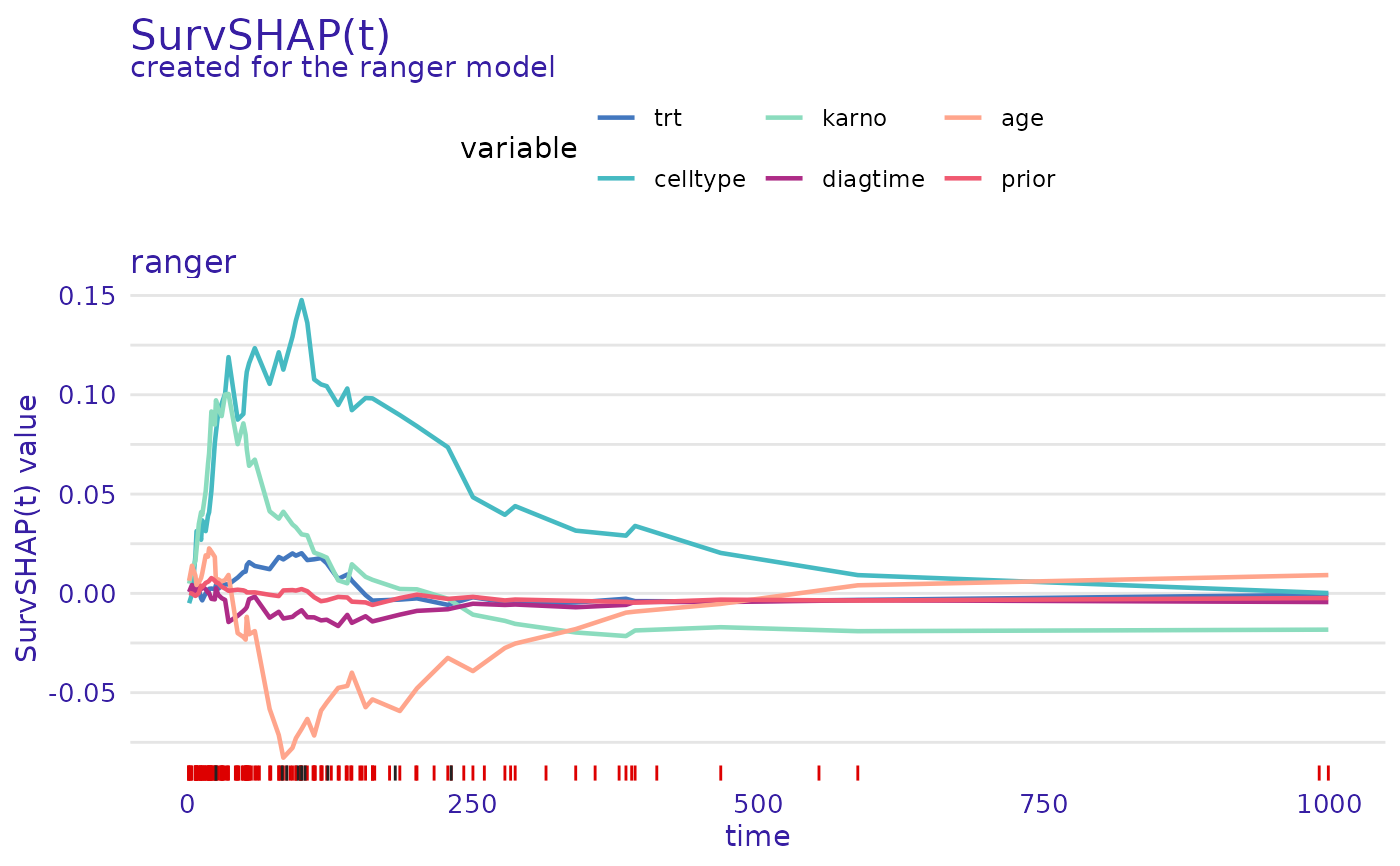 SurvSHAP(t)
created for the ranger model
variable
trt
karno
age
celltype
diagtime
prior
ranger
0.15
0.10
0.05
0.00
-0.05
SurvSHAP(t) value
0
250
500
750
1000
time